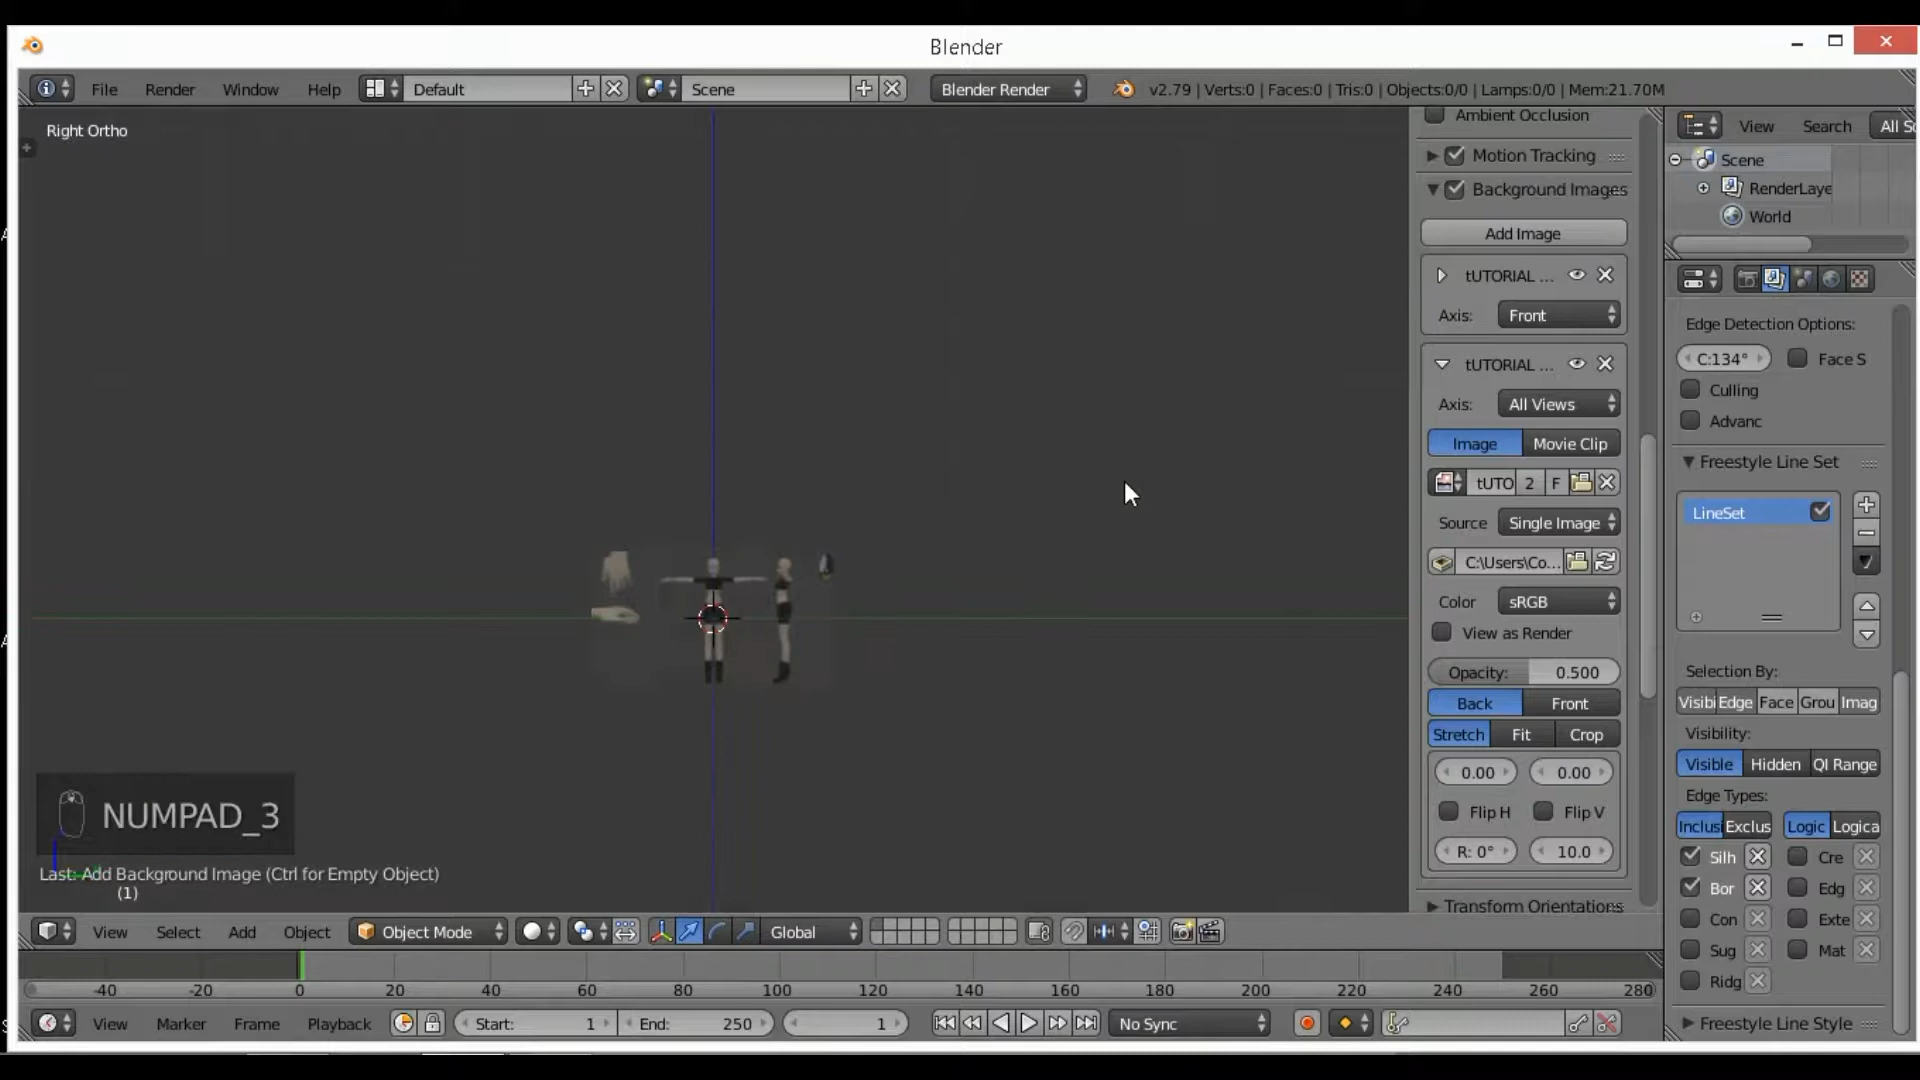 Blender
File Render Window Help Default Scene Blender Render v2.79 | Verts:0 | Faces:0 | Tris:0 | Objects:0/0 | Lamps:0/0 | Mem:21.70M
Right Ortho
Ambient Occlusion
Motion Tracking
Background Images
Add Image
tUTORIAL ...
Axis: Front
tUTORIAL ...
Axis: All Views
Image Movie Clip
tUTO 2 F
Source Single Image
C:\Users\Co...
Color sRGB
View as Render
Opacity: 0.500
Back Front
Stretch Fit Crop
0.00 0.00
Flip H Flip V
R: 0° 10.0
Transform Orientations
View Search All S
Scene
RenderLaye
World
Edge Detection Options:
C:134° Face S
Culling
Advanc
Freestyle Line Set
LineSet
Selection By:
Visibi Edge Face Grou Imag
Visibility:
Visible Hidden QI Range
Edge Types:
Inclusi Exclus Logic Logica
Silh Cre
Bor Edg
Con Exte
Sug Mat
Ridg
Freestyle Line Style
NUMPAD_3
Last: Add Background Image (Ctrl for Empty Object)
(1)
View Select Add Object Object Mode Global
-40 -20 0 20 40 60 80 100 120 140 160 180 200 220 240 260 280
View Marker Frame Playback Start: 1 End: 250 1 No Sync